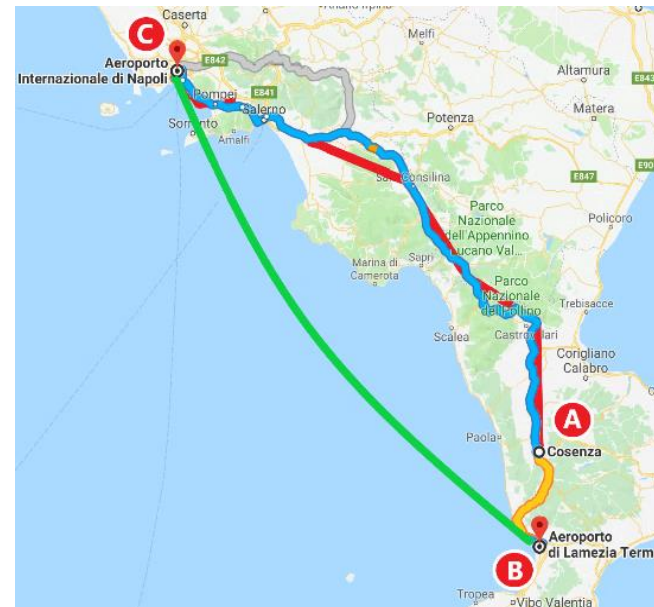 Caserta
Melfi
C
Aeroporto
Internazionale di Napoli
E842
Altamura
E843
Pompei
E841
Salerno
Matera
Sorrento
Amalfi
Potenza
E847
E90
Consilina
Parco
Nazionale
dell'Appennino
Lucano Val...
Policoro
Marina di
Camerota
Sapri
Parco
Nazionale
del Pollino
Trebisacce
Scalea
Castrovillari
Corigliano
Calabro
A
Paola
Cosenza
Aeroporto
di Lamezia Term
B
Tropea
Vibo Valentia